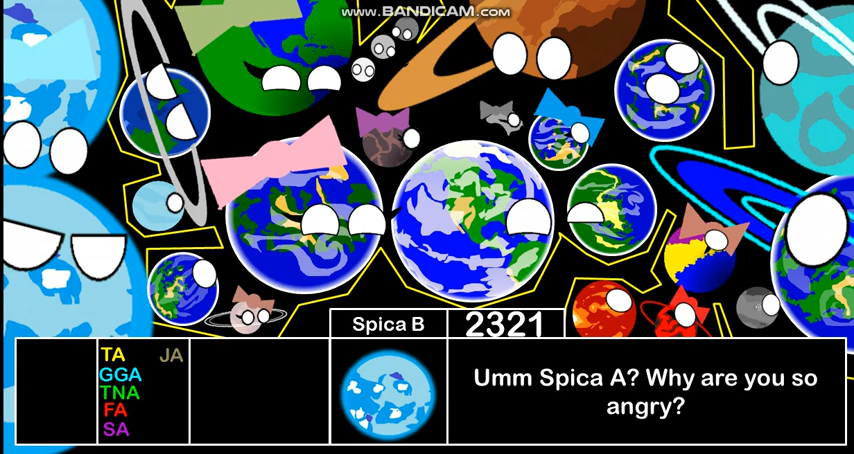 WWW.BANDICAM.COM
Spica B
2321
TA JA
GGA
TNA
FA
SA
Umm Spica A? Why are you so
angry?